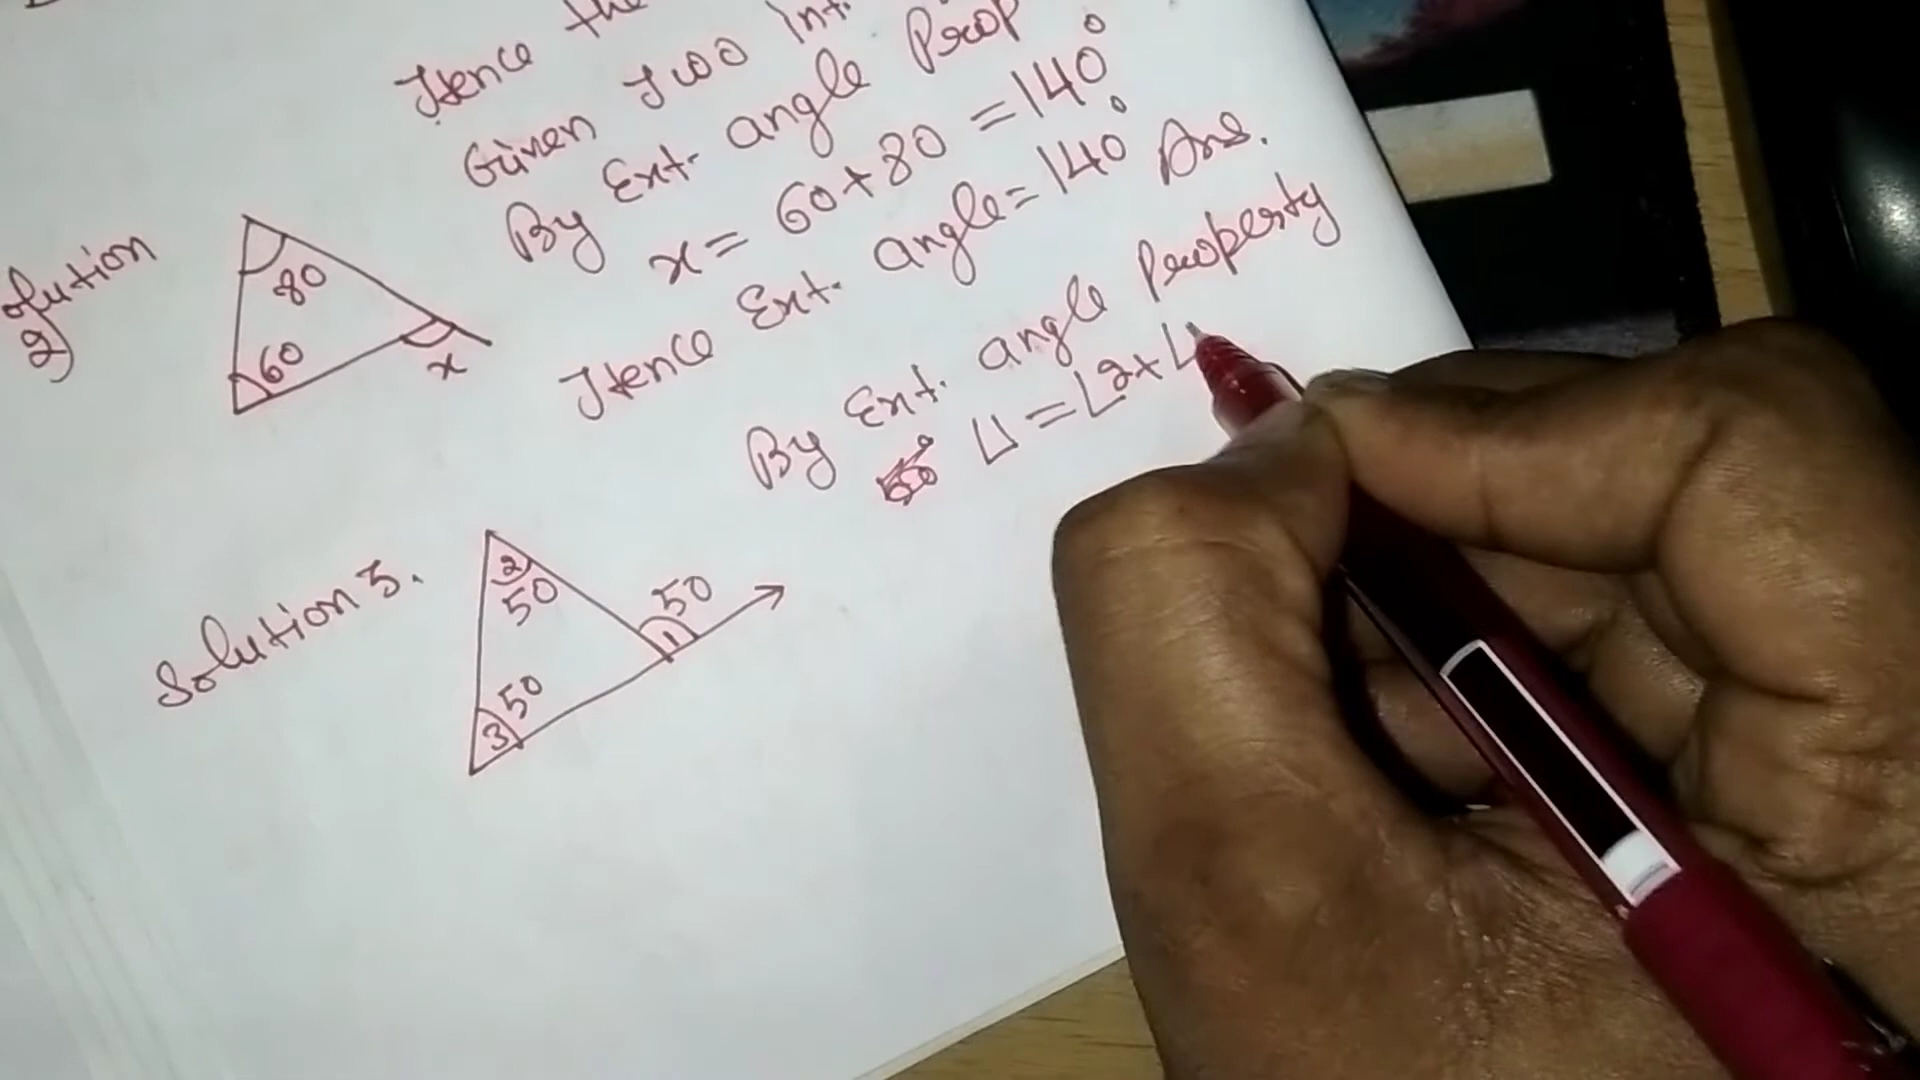 Hence the
Given two int.
By Ext. angle Prop
x = 60+80 = 140°
Hence Ext. angle = 140° Ans.
olution
2)
80
60
x
By Ext. angle Property
∠1 = ∠2 + ∠
Solution 3.
2
50
50
1
50
3